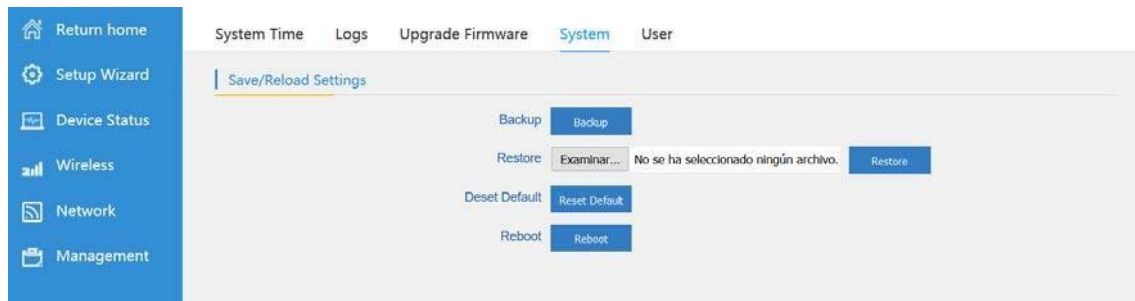 Return home
Setup Wizard
Device Status
Wireless
Network
Management
System Time Logs Upgrade Firmware System User
Save/Reload Settings
Backup Backup
Restore Examinar... No se ha seleccionado ningún archivo. Restore
Deset Default Reset Default
Reboot Reboot